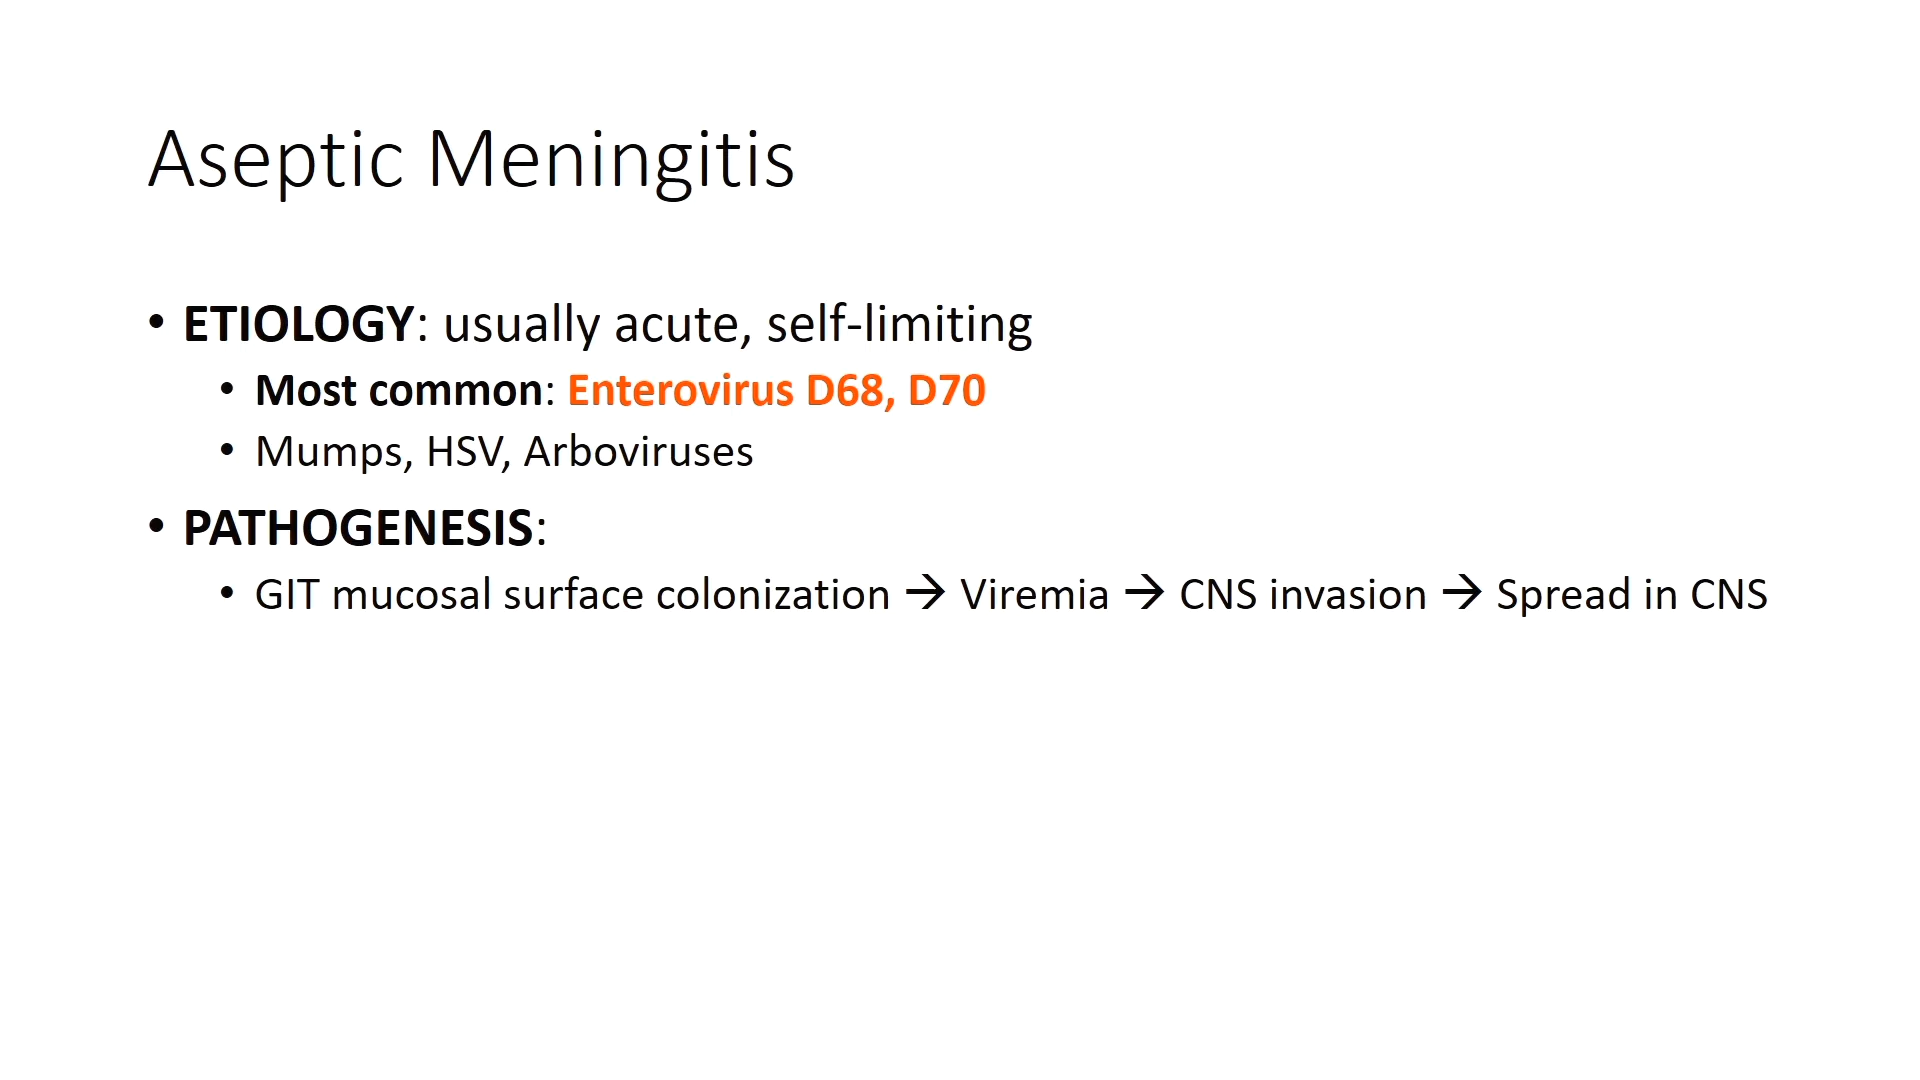 Aseptic Meningitis
• ETIOLOGY: usually acute, self-limiting
• Most common: Enterovirus D68, D70
• Mumps, HSV, Arboviruses
• PATHOGENESIS:
• GIT mucosal surface colonization → Viremia → CNS invasion → Spread in CNS